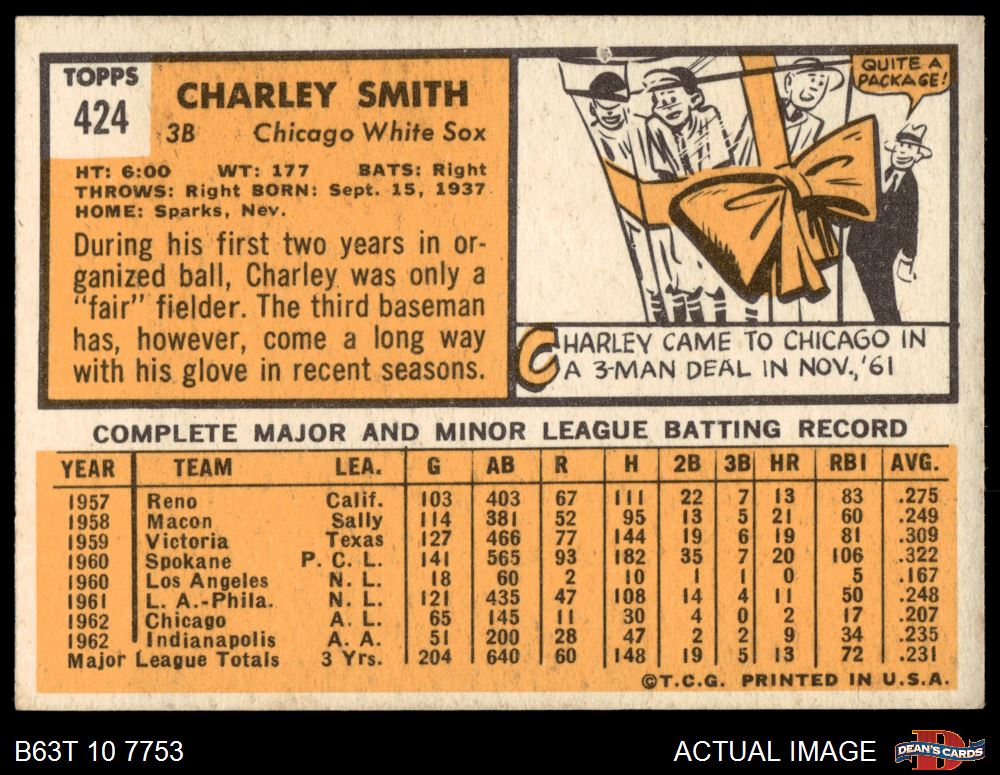 TOPPS
424
CHARLEY SMITH
3B Chicago White Sox
HT: 6:00 WT: 177 BATS: Right
THROWS: Right BORN: Sept. 15, 1937
HOME: Sparks, Nev.
During his first two years in or-
ganized ball, Charley was only a
"fair" fielder. The third baseman
has, however, come a long way
with his glove in recent seasons.
QUITE A
PACKAGE!
CHARLEY CAME TO CHICAGO IN
A 3-MAN DEAL IN NOV., '61
COMPLETE MAJOR AND MINOR LEAGUE BATTING RECORD
YEAR TEAM LEA. G AB R H 2B 3B HR RBI AVG.
1957 Reno Calif. 103 403 67 111 22 7 13 83 .275
1958 Macon Sally 114 381 52 95 13 5 21 60 .249
1959 Victoria Texas 127 466 77 144 19 6 19 81 .309
1960 Spokane P. C. L. 141 565 93 182 35 7 20 106 .322
1960 Los Angeles N. L. 18 60 2 10 1 1 0 5 .167
1961 L. A.-Phila. N. L. 121 435 47 108 14 4 11 50 .248
1962 Chicago A. L. 65 145 11 30 4 0 2 17 .207
1962 Indianapolis A. A. 51 200 28 47 2 2 9 34 .235
Major League Totals 3 Yrs. 204 640 60 148 19 5 13 72 .231
©T.C.G. PRINTED IN U.S.A.
B63T 10 7753
ACTUAL IMAGE
DEAN'S CARDS